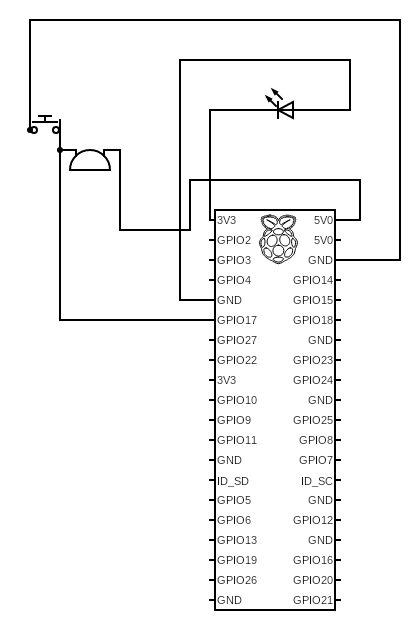 3V3 5V0
GPIO2 5V0
GPIO3 GND
GPIO4 GPIO14
GND GPIO15
GPIO17 GPIO18
GPIO27 GND
GPIO22 GPIO23
3V3 GPIO24
GPIO10 GND
GPIO9 GPIO25
GPIO11 GPIO8
GND GPIO7
ID_SD ID_SC
GPIO5 GND
GPIO6 GPIO12
GPIO13 GND
GPIO19 GPIO16
GPIO26 GPIO20
GND GPIO21